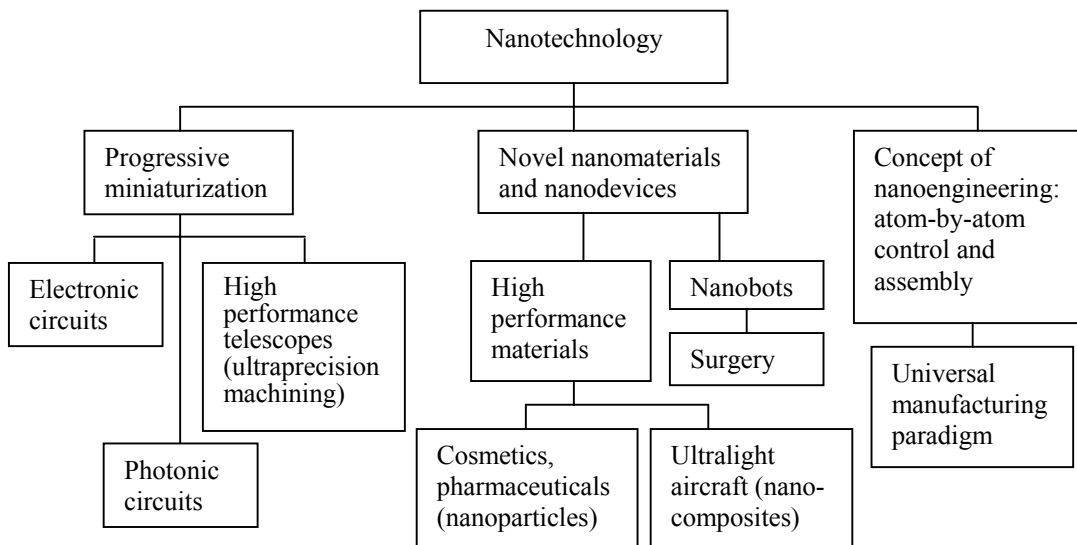 Nanotechnology
Progressive
miniaturization
Novel nanomaterials
and nanodevices
Concept of
nanoengineering:
atom-by-atom
control and
assembly
Electronic
circuits
High
performance
telescopes
(ultraprecision
machining)
High
performance
materials
Nanobots
Surgery
Universal
manufacturing
paradigm
Photonic
circuits
Cosmetics,
pharmaceuticals
(nanoparticles)
Ultralight
aircraft (nano-
composites)